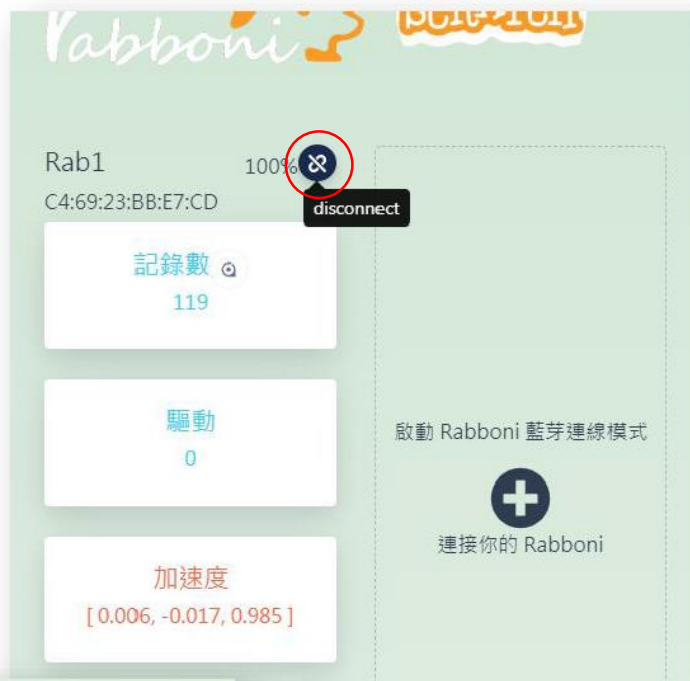 rabboni
Rab1
100%
C4:69:23:BB:E7:CD
disconnect
記錄數
119
驅動
0
加速度
[ 0.006, -0.017, 0.985 ]
啟動 Rabboni 藍芽連線模式
連接你的 Rabboni